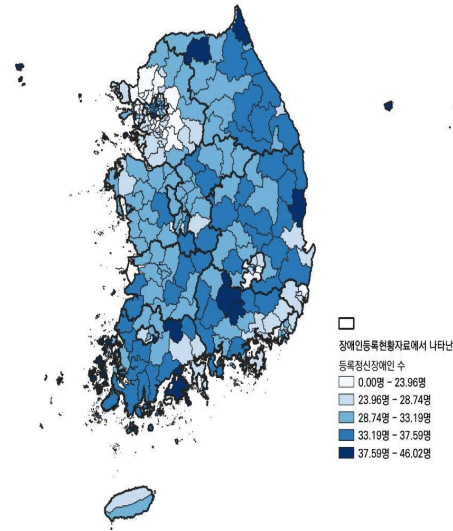 장애인등록현황자료에서 나타난
등록정신장애인 수
0.00명 - 23.96명
23.96명 - 28.74명
28.74명 - 33.19명
33.19명 - 37.59명
37.59명 - 46.02명